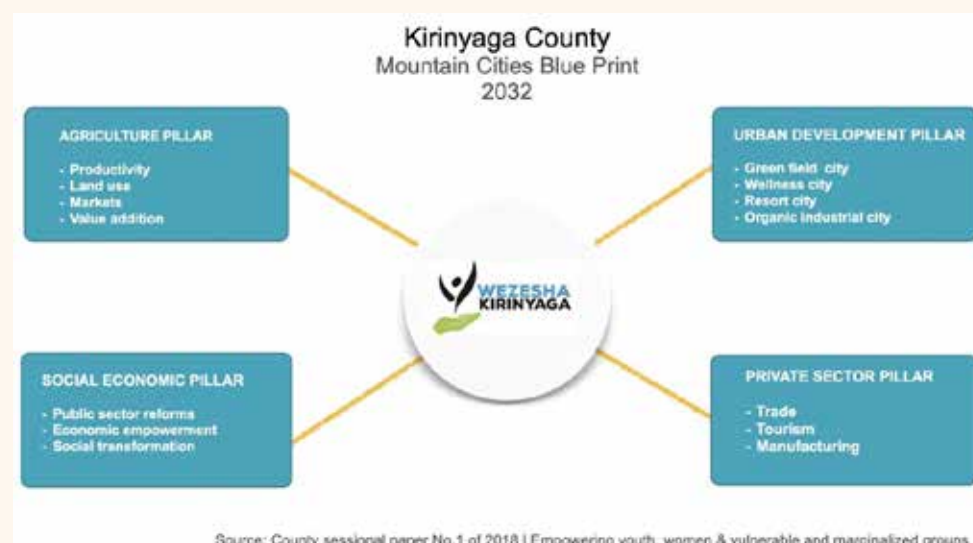 Kirinyaga County
Mountain Cities Blue Print
2032
AGRICULTURE PILLAR
- Productivity
- Land use
- Markets
- Value addition
URBAN DEVELOPMENT PILLAR
- Green field city
- Wellness city
- Resort city
- Organic industrial city
WEZESHA
KIRINYAGA
SOCIAL ECONOMIC PILLAR
- Public sector reforms
- Economic empowerment
- Social transformation
PRIVATE SECTOR PILLAR
- Trade
- Tourism
- Manufacturing
Source: County sessional paper No.1 of 2018 | Empowering youth, women & vulnerable and marginalized groups